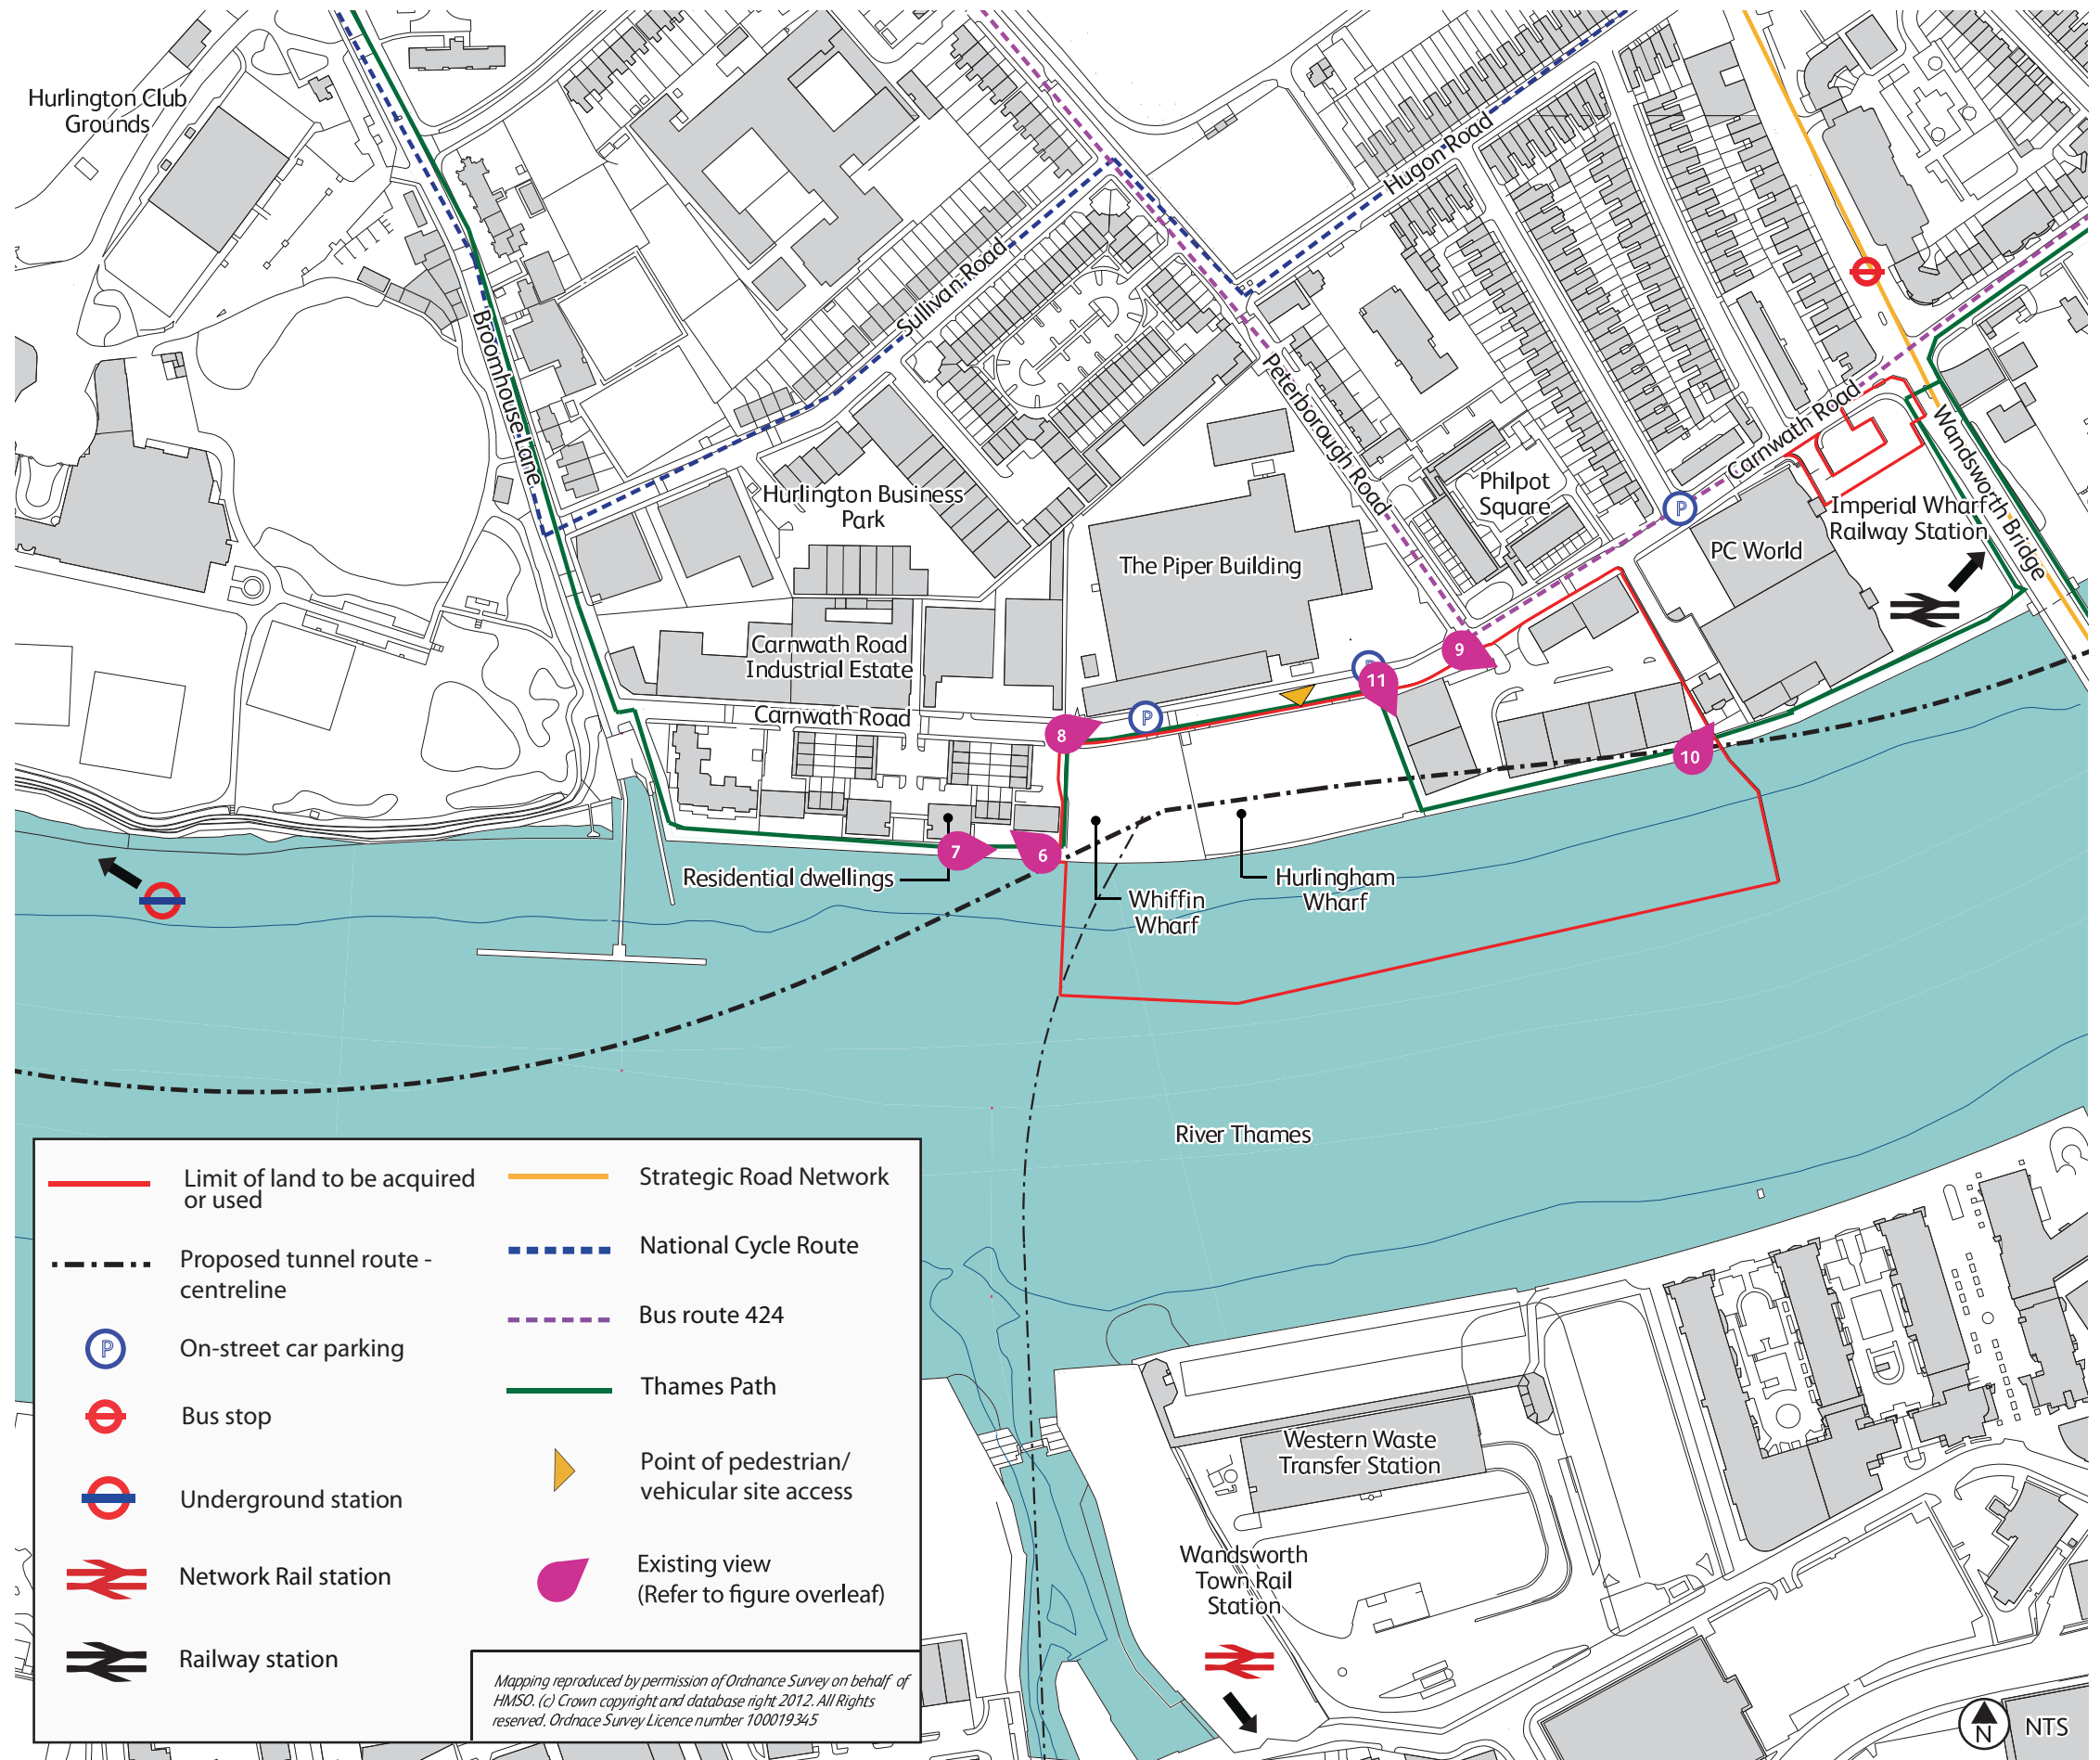 Hurlington Club
Grounds
Hugon Road
Sullivan Road
Broomhouse Lane
Peterborough Road
Carnwath Road
Wandsworth Bridge
Hurlington Business
Park
Philpot
Square
Imperial Wharf
Railway Station
PC World
The Piper Building
P
Carnwath Road
Industrial Estate
Carnwath Road
9
11
8
P
10
7
6
Residential dwellings
Whiffin
Wharf
Hurlingham
Wharf
River Thames
Limit of land to be acquired
or used
Proposed tunnel route -
centreline
P
On-street car parking
Bus stop
Underground station
Network Rail station
Railway station
Strategic Road Network
National Cycle Route
Bus route 424
Thames Path
Point of pedestrian/
vehicular site access
Existing view
(Refer to figure overleaf)
Mapping reproduced by permission of Ordnance Survey on behalf of
HMSO. (c) Crown copyright and database right 2012. All Rights
reserved. Ordnace Survey Licence number 100019345
Western Waste
Transfer Station
Wandsworth
Town Rail
Station
N
NTS